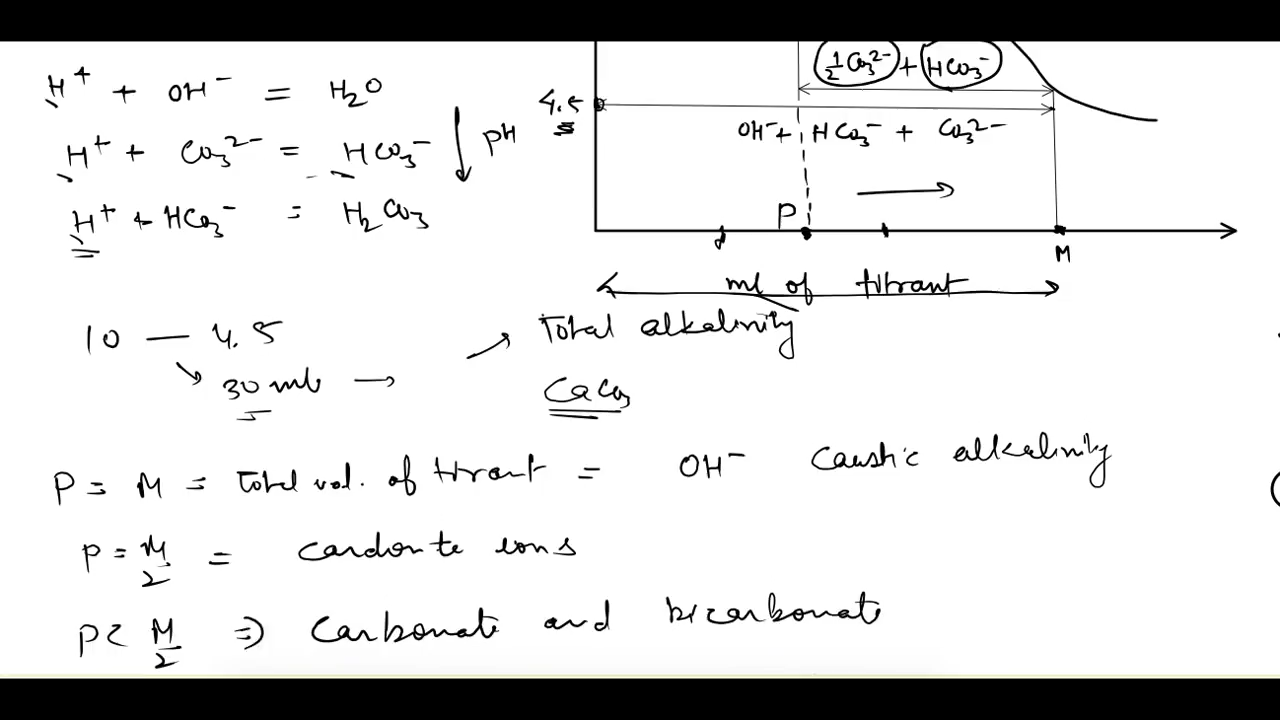 H⁺ + OH⁻ = H₂O
H⁺ + CO₃²⁻ = HCO₃⁻
H⁺ + HCO₃⁻ = H₂CO₃
pH
½CO₃²⁻ + HCO₃⁻
4.5
OH⁻ + HCO₃⁻ + CO₃²⁻
P
M
ml of titrant
10 — 4.5
30 ml →
→ Total alkalinity
CaCO₃
P = M = Total vol. of titrant = OH⁻ Caustic alkalinity
P = M/2 = cardonte ions
P < M/2 ⇒ Carbonate and bicarbonate